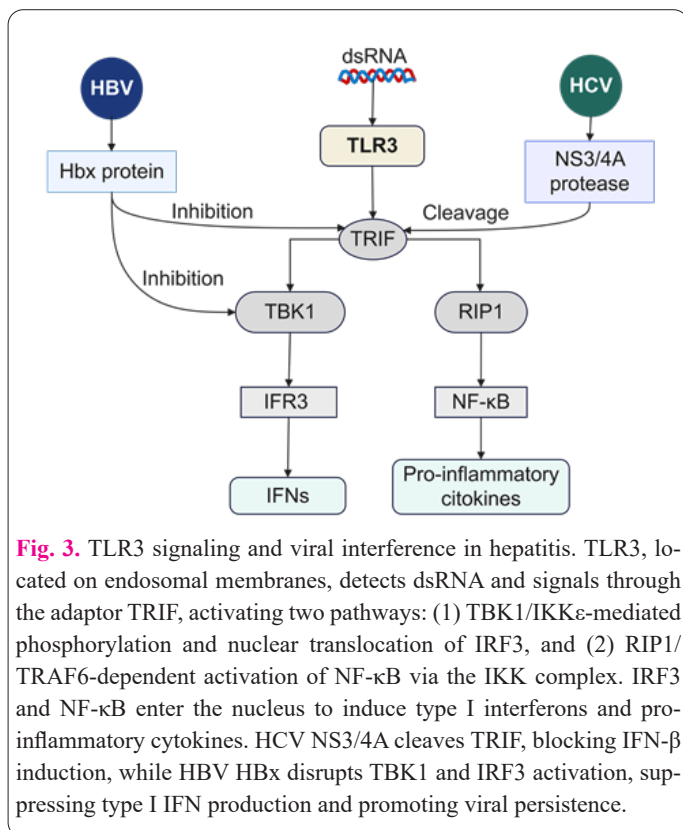 dsRNA
HBV
HCV
TLR3
Hbx protein
NS3/4A
protease
Inhibition
Cleavage
TRIF
Inhibition
TBK1
RIP1
IFR3
NF-κB
IFNs
Pro-inflammatory
citokines
Fig. 3. TLR3 signaling and viral interference in hepatitis. TLR3, lo-
cated on endosomal membranes, detects dsRNA and signals through
the adaptor TRIF, activating two pathways: (1) TBK1/IKKε-mediated
phosphorylation and nuclear translocation of IRF3, and (2) RIP1/
TRAF6-dependent activation of NF-κB via the IKK complex. IRF3
and NF-κB enter the nucleus to induce type I interferons and pro-
inflammatory cytokines. HCV NS3/4A cleaves TRIF, blocking IFN-β
induction, while HBV HBx disrupts TBK1 and IRF3 activation, sup-
pressing type I IFN production and promoting viral persistence.